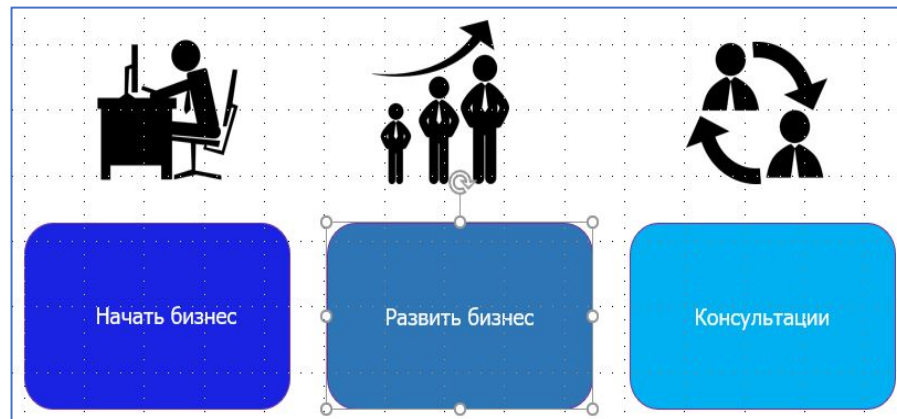 Начать бизнес
Развить бизнес
Консультации